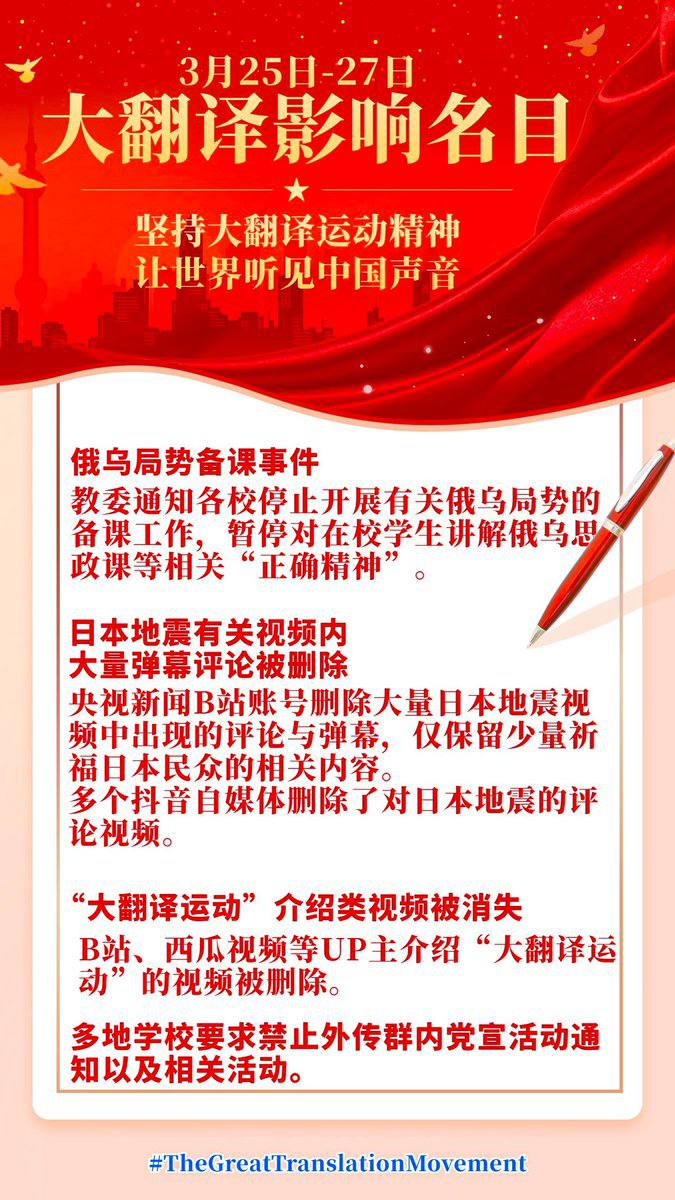 3月25日-27日
大翻译影响名目
坚持大翻译运动精神
让世界听见中国声音
俄乌局势备课事件
教委通知各校停止开展有关俄乌局势的
备课工作，暂停对在校学生讲解俄乌思
政课等相关“正确精神”。
日本地震有关视频内
大量弹幕评论被删除
央视新闻B站账号删除大量日本地震视
频中出现的评论与弹幕，仅保留少量祈
福日本民众的相关内容。
多个抖音自媒体删除了对日本地震的评
论视频。
“大翻译运动”介绍类视频被消失
B站、西瓜视频等UP主介绍“大翻译运
动”的视频被删除。
多地学校要求禁止外传群内党宣活动通
知以及相关活动。
#TheGreatTranslationMovement